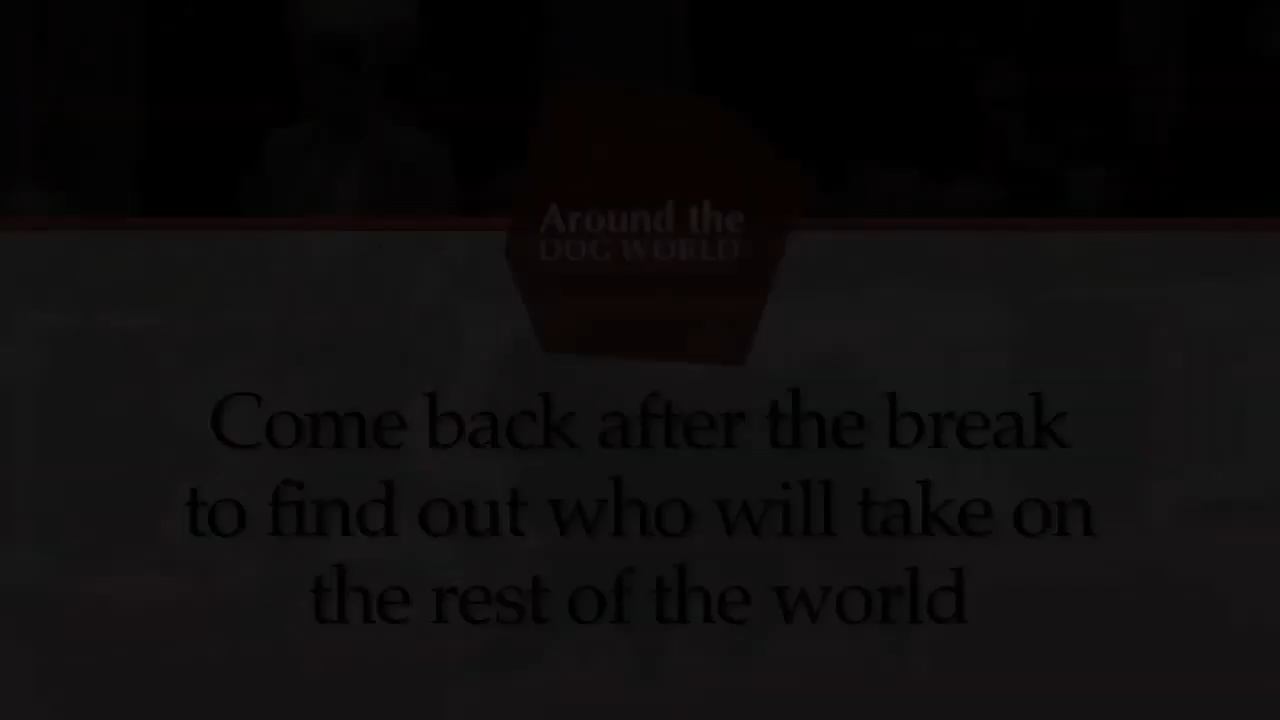 Around the
DOG WORLD
Come back after the break
to find out who will take on
the rest of the world